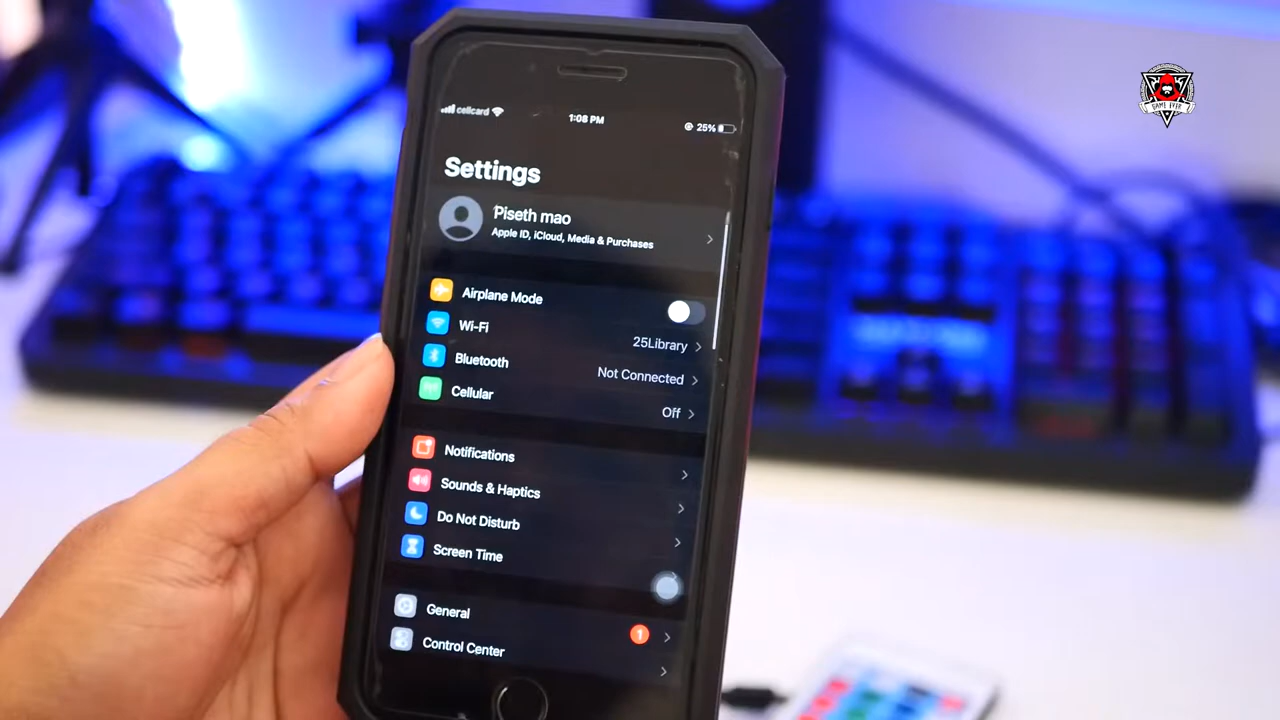 cellcard
1:08 PM
25%
Settings
Piseth mao
Apple ID, iCloud, Media & Purchases
Airplane Mode
Wi-Fi
25Library
Bluetooth
Not Connected
Cellular
Off
Notifications
Sounds & Haptics
Do Not Disturb
Screen Time
General
1
Control Center